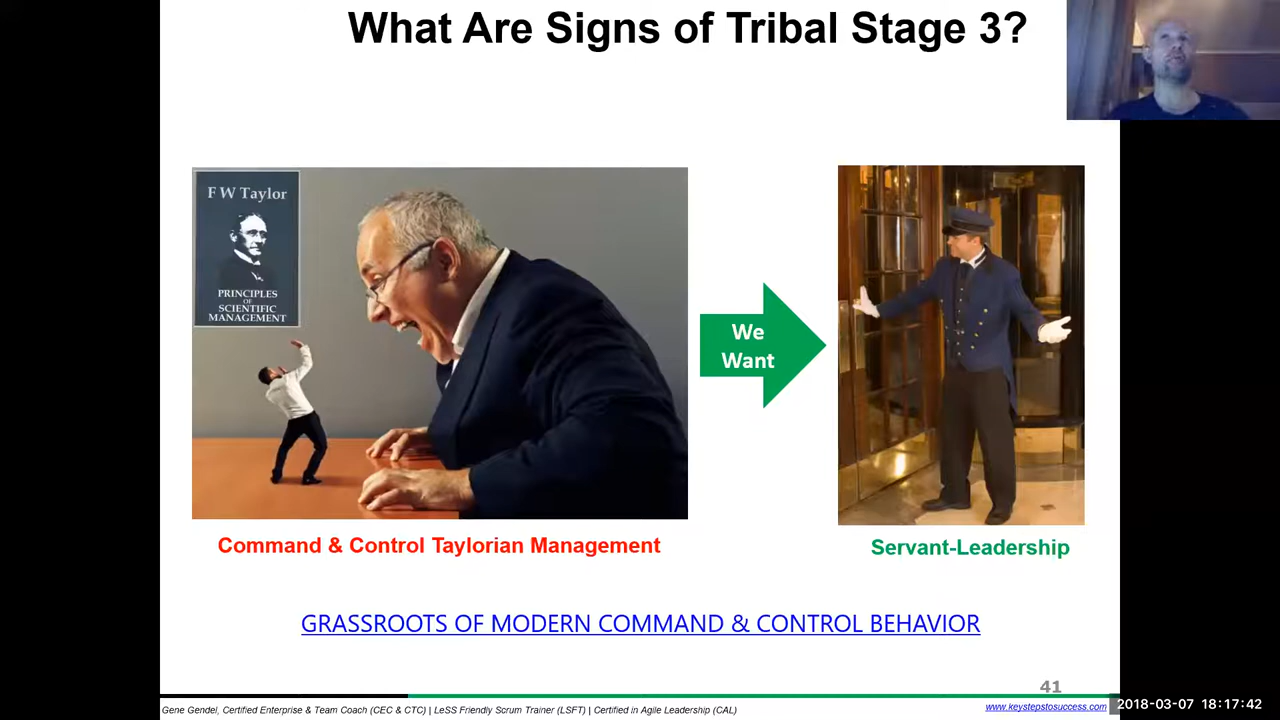 What Are Signs of Tribal Stage 3?
F W Taylor
PRINCIPLES
OF
SCIENTIFIC
MANAGEMENT
We
Want
Command & Control Taylorian Management
Servant-Leadership
GRASSROOTS OF MODERN COMMAND & CONTROL BEHAVIOR
41
Gene Gendel, Certified Enterprise & Team Coach (CEC & CTC) | LeSS Friendly Scrum Trainer (LSFT) | Certified in Agile Leadership (CAL)
www.keystepstosuccess.com
2018-03-07 18:17:42